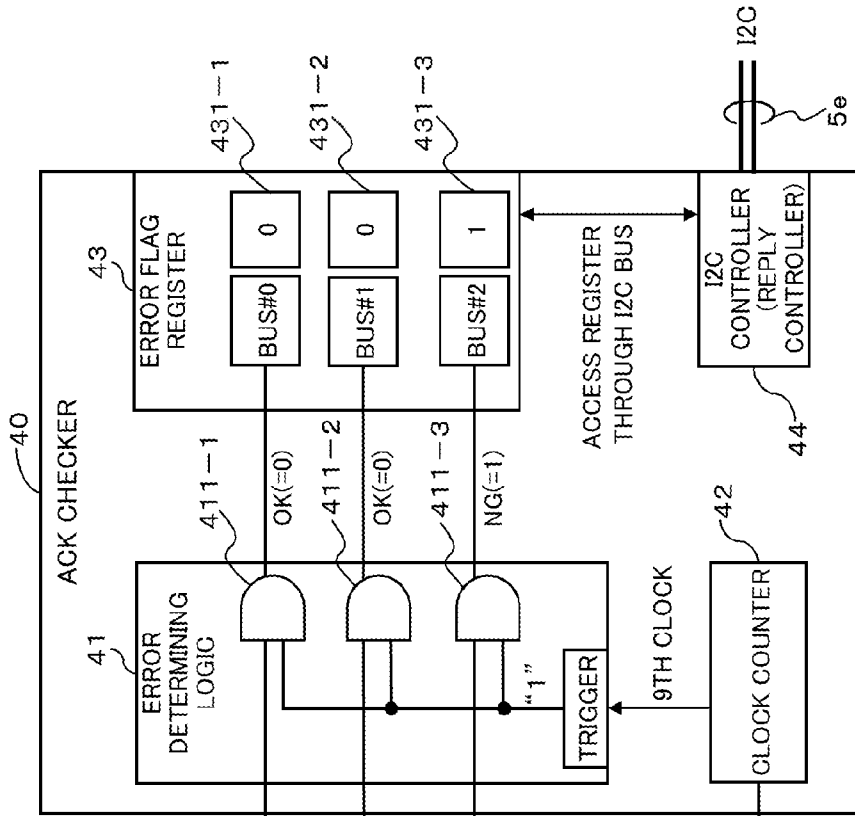 40
ACK CHECKER
41
ERROR
DETERMINING
LOGIC
411-1
411-2
411-3
"1"
TRIGGER
9TH CLOCK
42
CLOCK COUNTER
OK(=0)
OK(=0)
NG(=1)
43
ERROR FLAG
REGISTER
BUS#0
0
431-1
BUS#1
0
431-2
BUS#2
1
431-3
ACCESS REGISTER
THROUGH I2C BUS
44
I2C
CONTROLLER
(REPLY
CONTROLLER)
I2C
5e